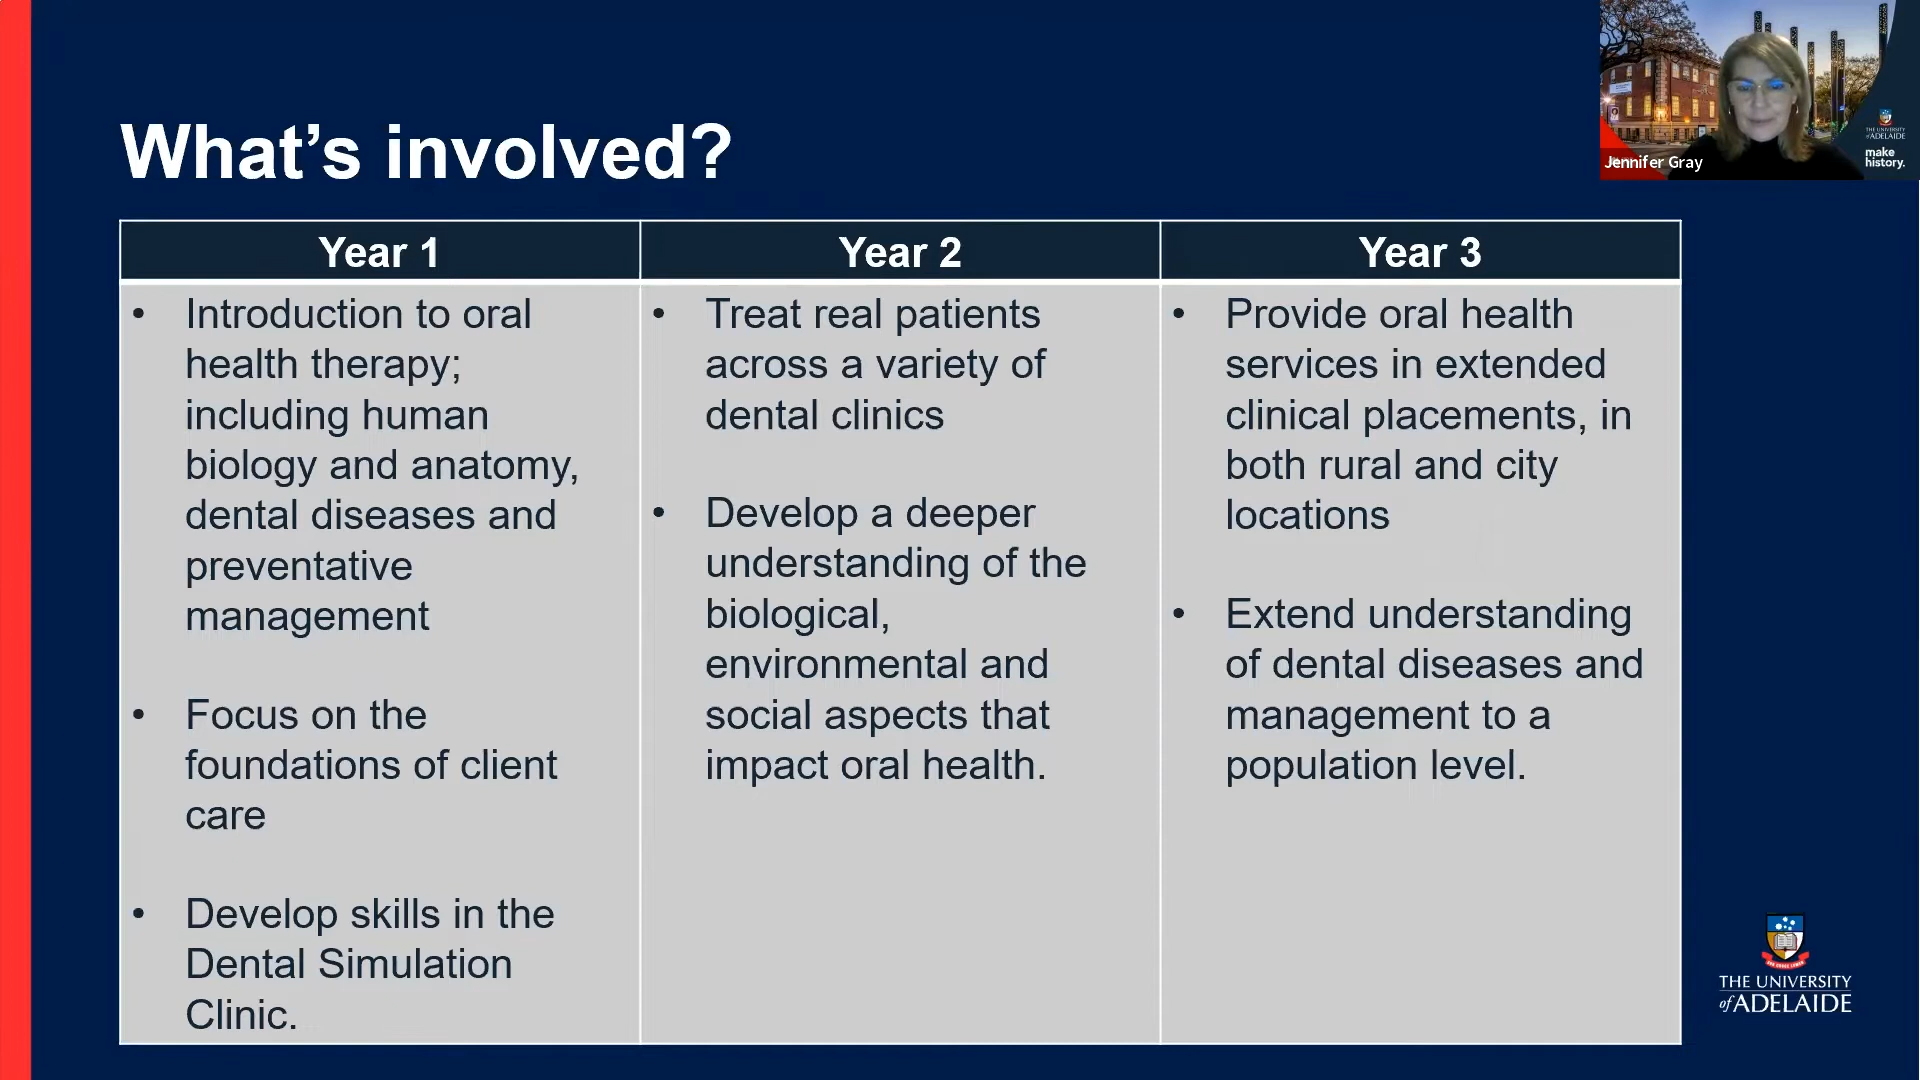 What's involved?
Jennifer Gray
THE UNIVERSITY
of ADELAIDE
make
history.
Year 1
• Introduction to oral
health therapy;
including human
biology and anatomy,
dental diseases and
preventative
management
• Focus on the
foundations of client
care
• Develop skills in the
Dental Simulation
Clinic.
Year 2
• Treat real patients
across a variety of
dental clinics
• Develop a deeper
understanding of the
biological,
environmental and
social aspects that
impact oral health.
Year 3
• Provide oral health
services in extended
clinical placements, in
both rural and city
locations
• Extend understanding
of dental diseases and
management to a
population level.
THE UNIVERSITY
of ADELAIDE